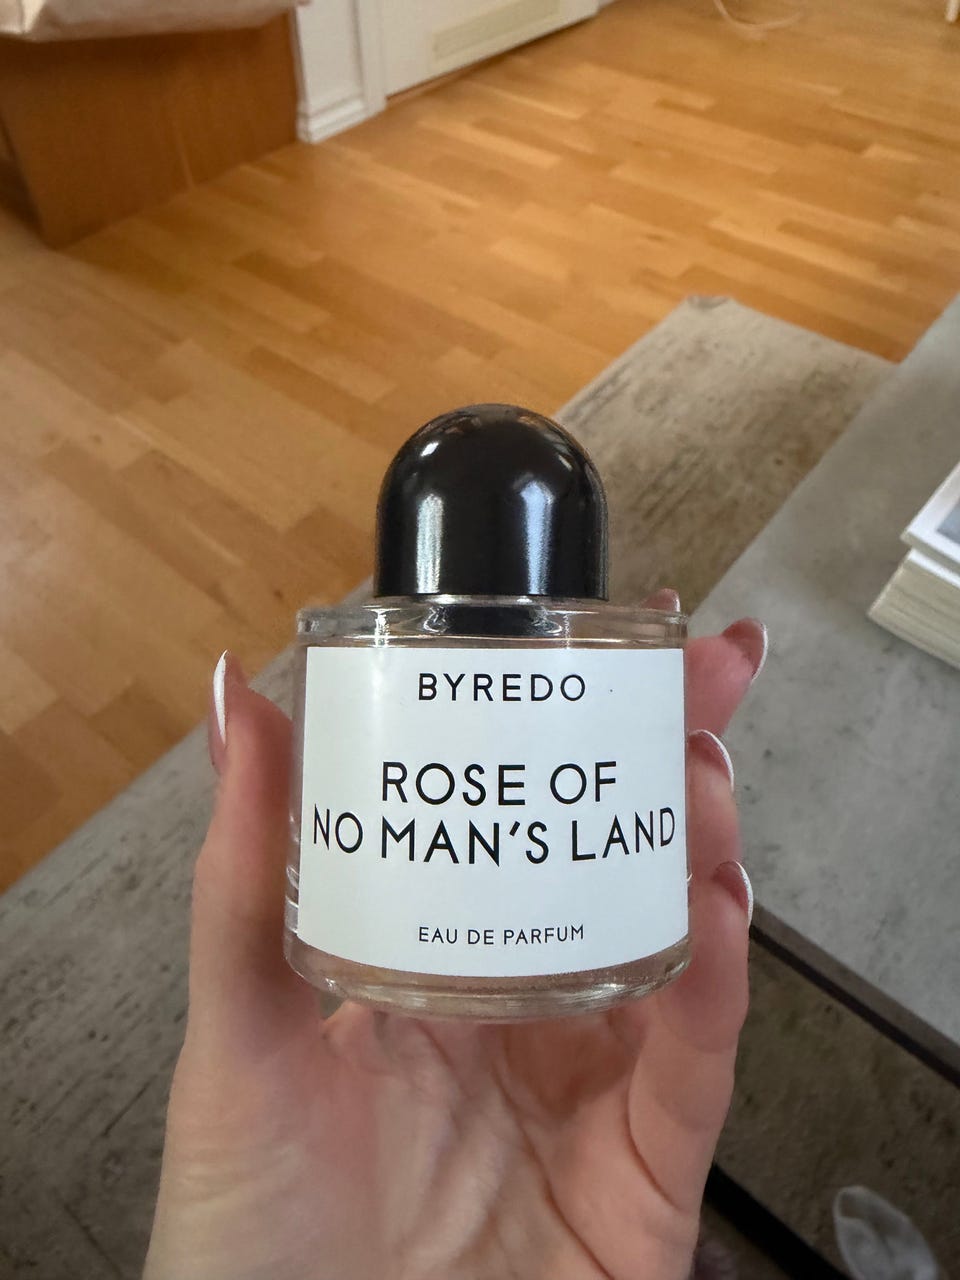 BYREDO
ROSE OF
NO MAN'S LAND
EAU DE PARFUM